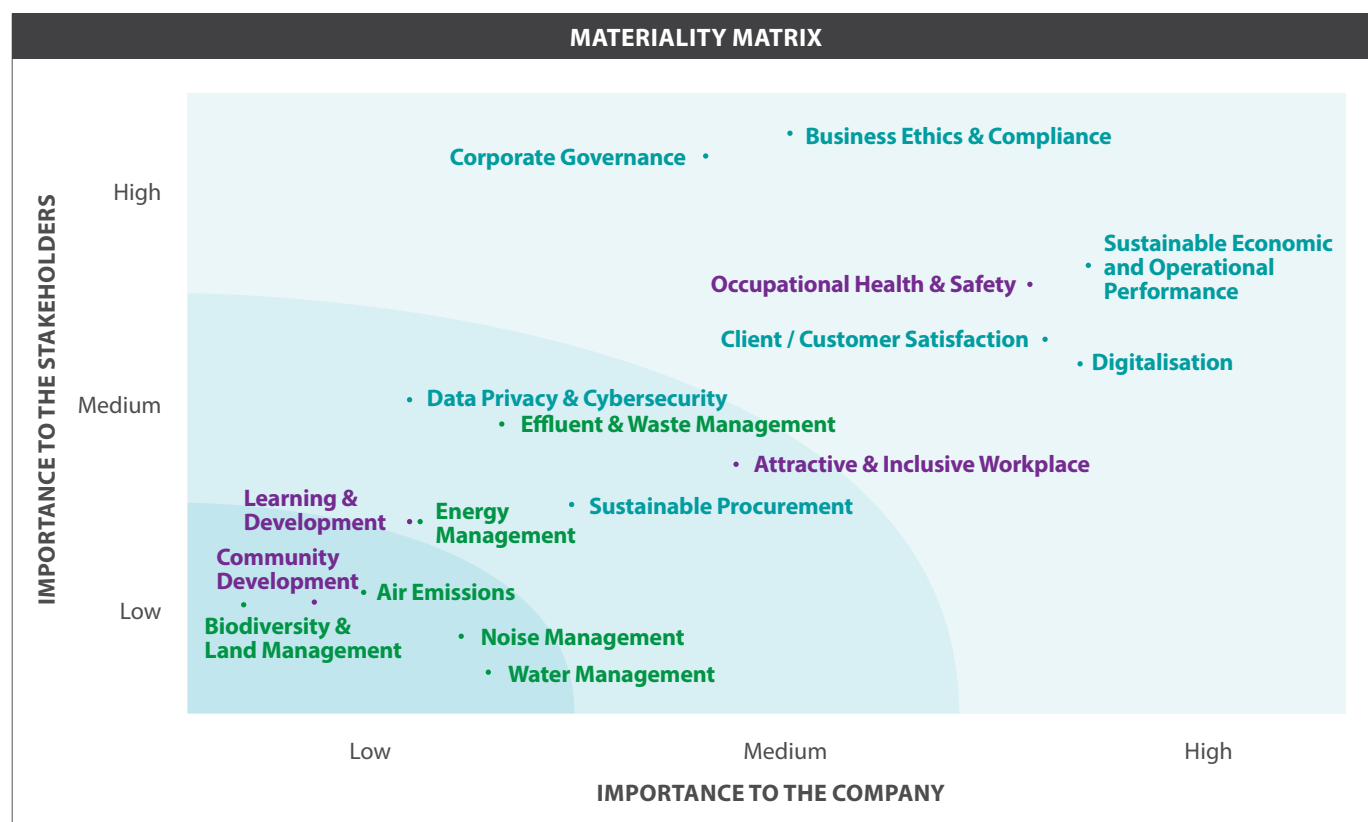 MATERIALITY MATRIX
IMPORTANCE TO THE STAKEHOLDERS
High
Medium
Low
Business Ethics & Compliance
Corporate Governance
Sustainable Economic
and Operational
Performance
Occupational Health & Safety
Client / Customer Satisfaction
Digitalisation
Data Privacy & Cybersecurity
Effluent & Waste Management
Attractive & Inclusive Workplace
Learning &
Development
Energy
Management
Sustainable Procurement
Community
Development
Air Emissions
Biodiversity &
Land Management
Noise Management
Water Management
Low
Medium
High
IMPORTANCE TO THE COMPANY